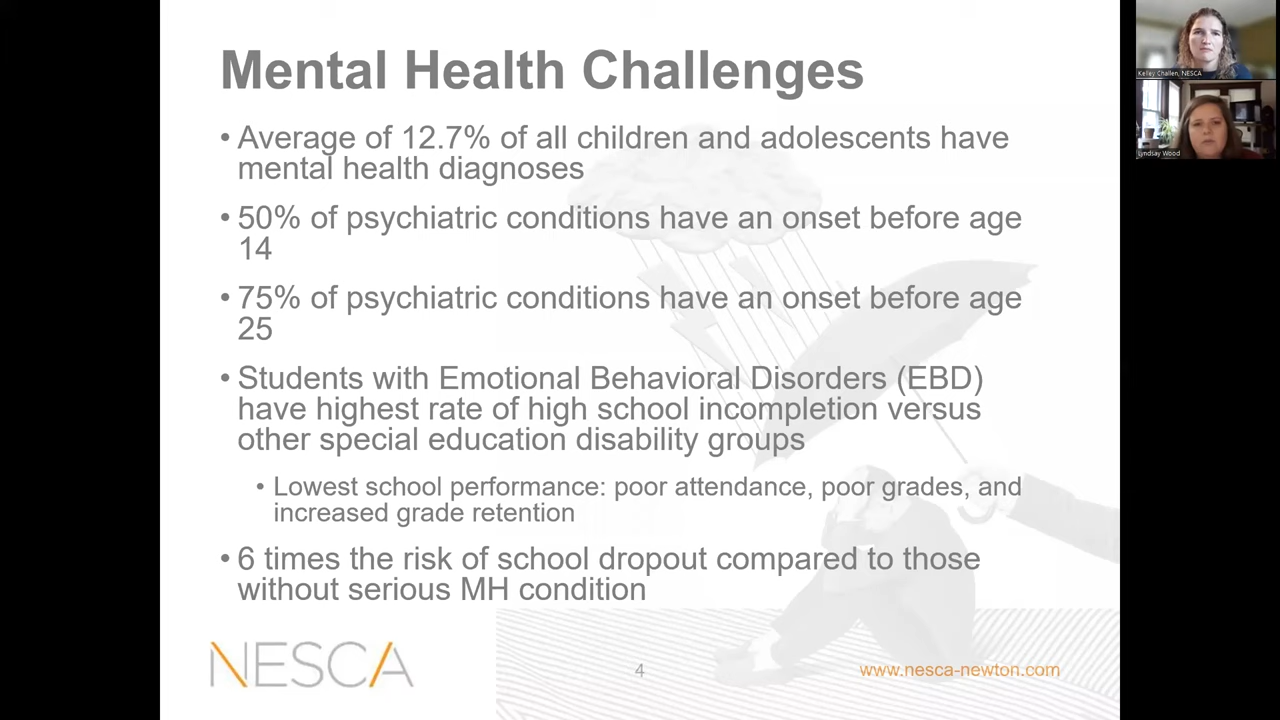 Mental Health Challenges
• Average of 12.7% of all children and adolescents have
mental health diagnoses
• 50% of psychiatric conditions have an onset before age
14
• 75% of psychiatric conditions have an onset before age
25
• Students with Emotional Behavioral Disorders (EBD)
have highest rate of high school incompletion versus
other special education disability groups
• Lowest school performance: poor attendance, poor grades, and
increased grade retention
• 6 times the risk of school dropout compared to those
without serious MH condition
NESCA
4
www.nesca-newton.com
Kelley Challen, NESCA
Lyndsay Wood